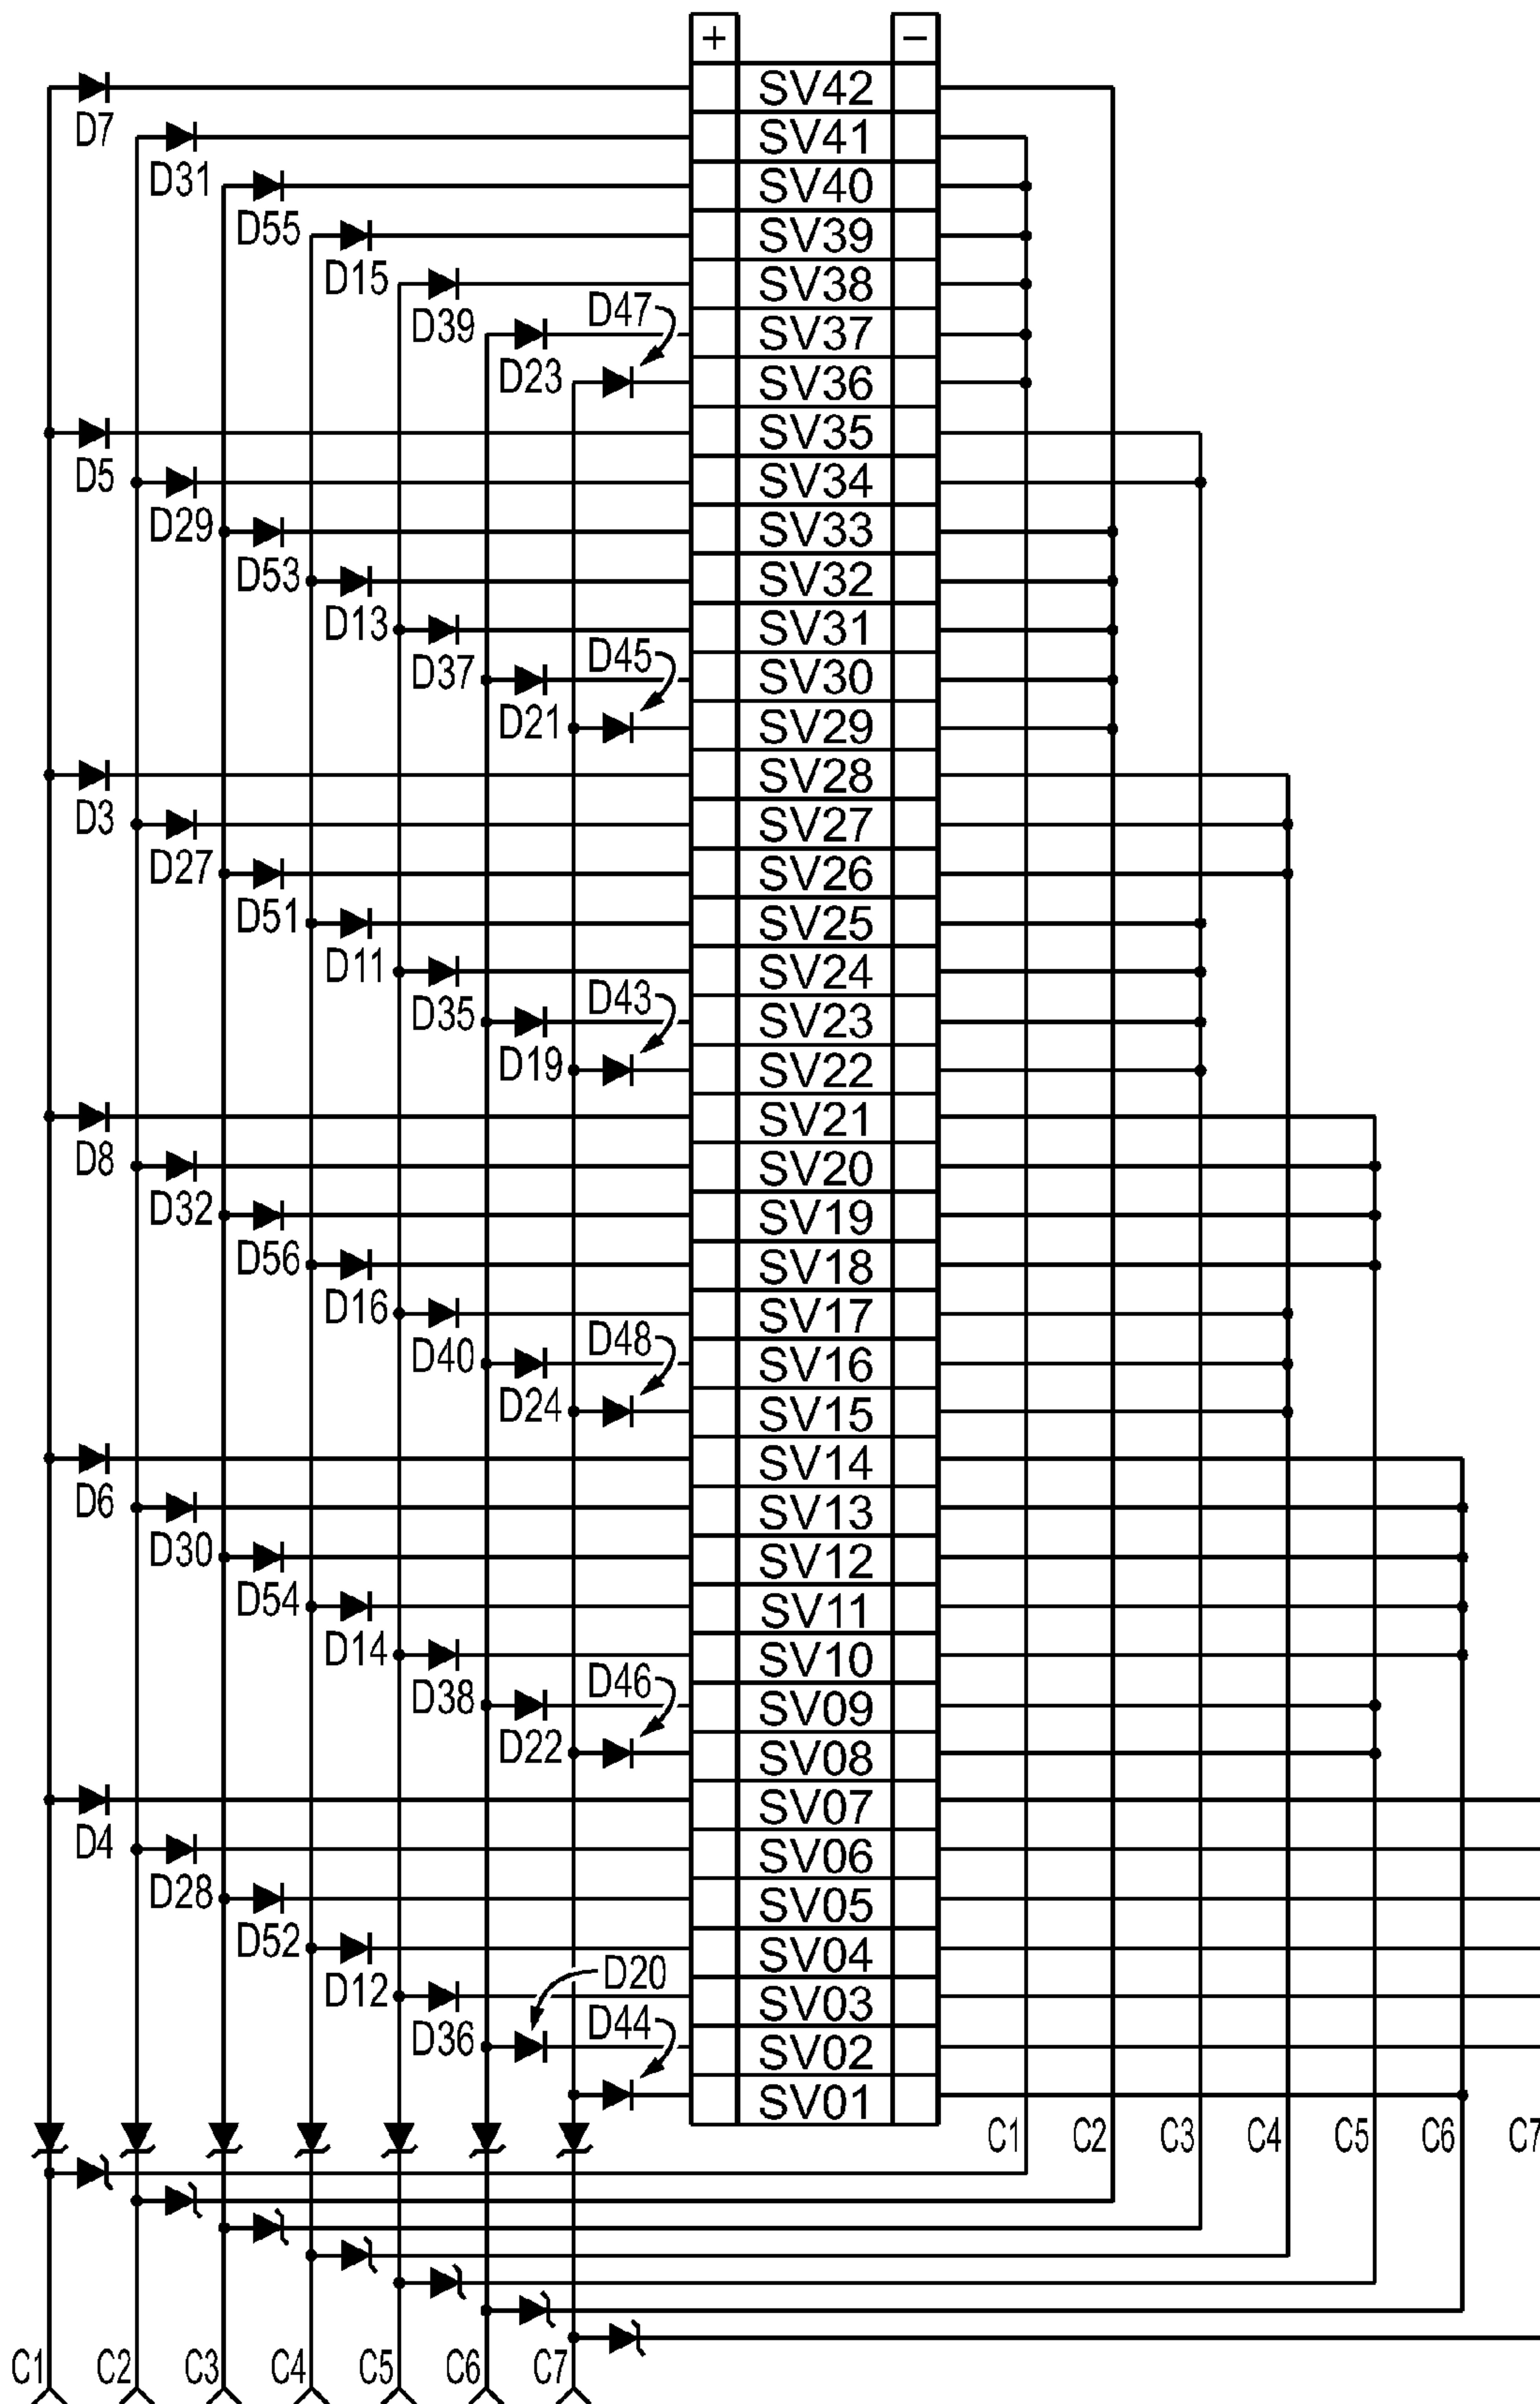 + −
SV42
D7
SV41
D31
SV40
D55
SV39
D15
SV38
D39
D47
SV37
D23
SV36
SV35
D5
SV34
D29
SV33
D53
SV32
D13
SV31
D37
D45
SV30
D21
SV29
SV28
D3
SV27
D27
SV26
D51
SV25
D11
SV24
D35
D43
SV23
D19
SV22
SV21
D8
SV20
D32
SV19
D56
SV18
D16
SV17
D40
D48
SV16
D24
SV15
SV14
D6
SV13
D30
SV12
D54
SV11
D14
SV10
D38
D46
SV09
D22
SV08
SV07
D4
SV06
D28
SV05
D52
SV04
D12
D20
SV03
D36
D44
SV02
SV01
C1 C2 C3 C4 C5 C6 C7
C1 C2 C3 C4 C5 C6 C7